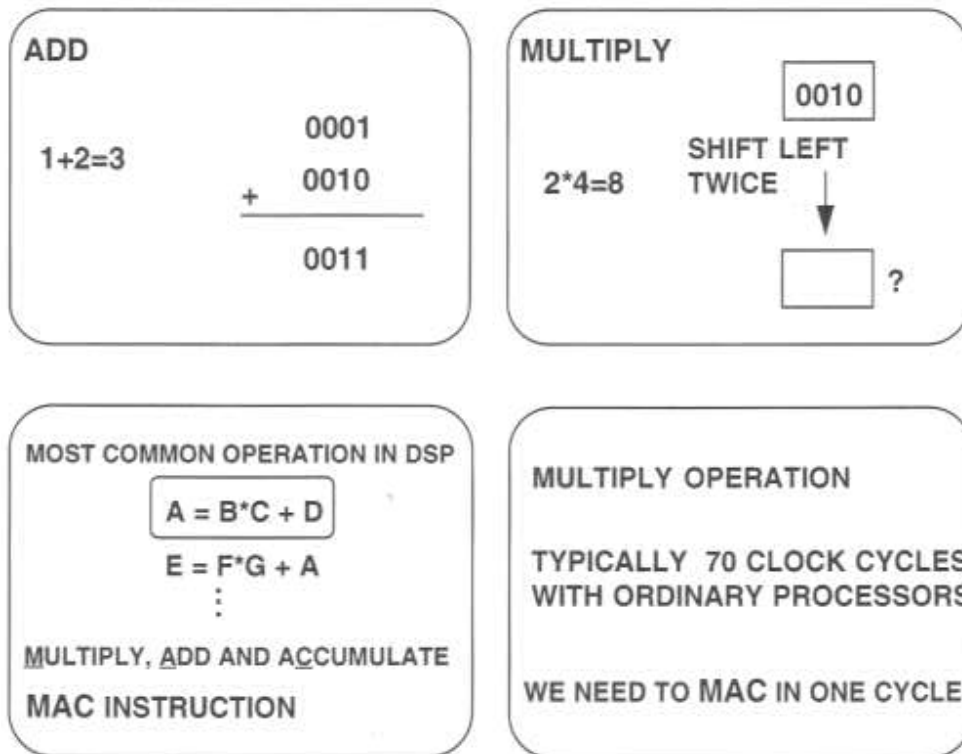 ADD
1+2=3
0001
+ 0010
0011
MULTIPLY
0010
SHIFT LEFT
2*4=8 TWICE
?
MOST COMMON OPERATION IN DSP
A = B*C + D
E = F*G + A
⋮
MULTIPLY, ADD AND ACCUMULATE
MAC INSTRUCTION
MULTIPLY OPERATION
TYPICALLY 70 CLOCK CYCLES
WITH ORDINARY PROCESSORS
WE NEED TO MAC IN ONE CYCLE